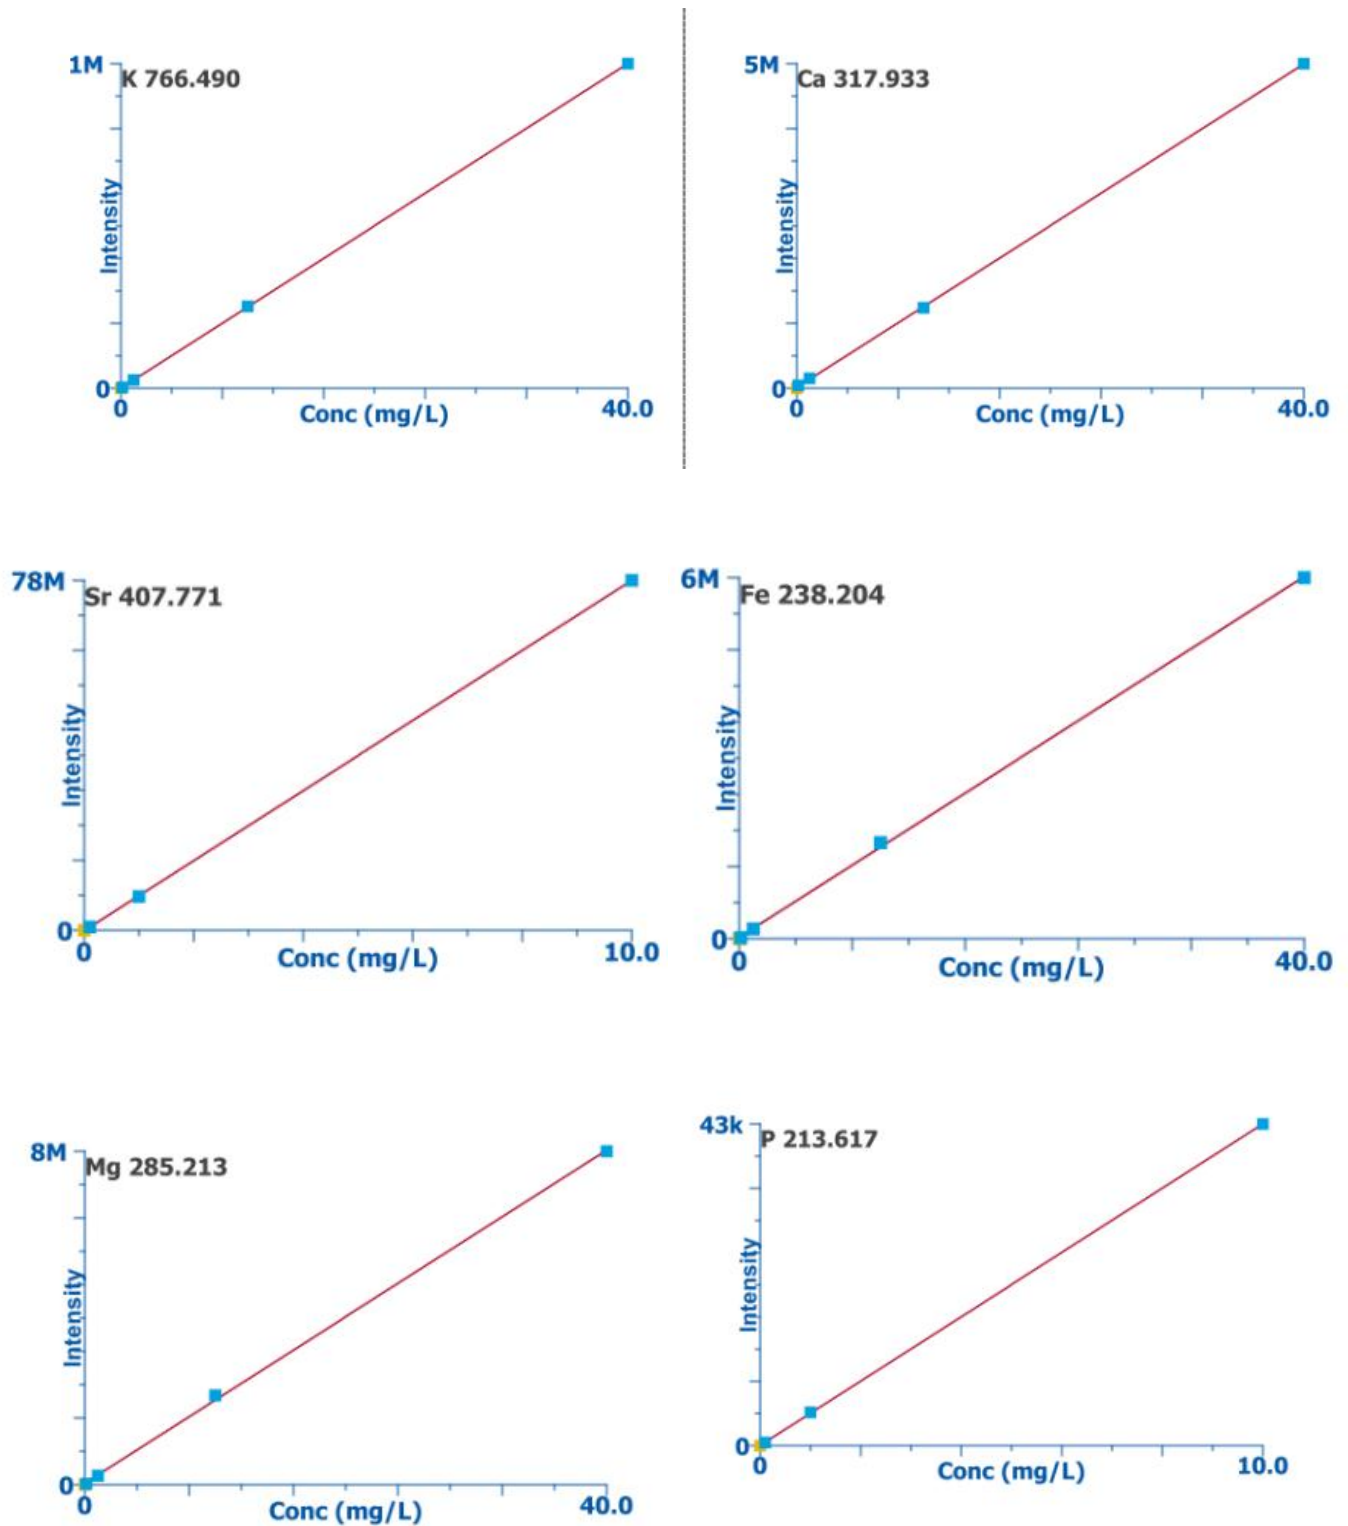 1M
K 766.490
Intensity
0
0
Conc (mg/L)
40.0
5M
Ca 317.933
Intensity
0
0
Conc (mg/L)
40.0
78M
Sr 407.771
Intensity
0
0
Conc (mg/L)
10.0
6M
Fe 238.204
Intensity
0
0
Conc (mg/L)
40.0
8M
Mg 285.213
Intensity
0
0
Conc (mg/L)
40.0
43k
P 213.617
Intensity
0
0
Conc (mg/L)
10.0